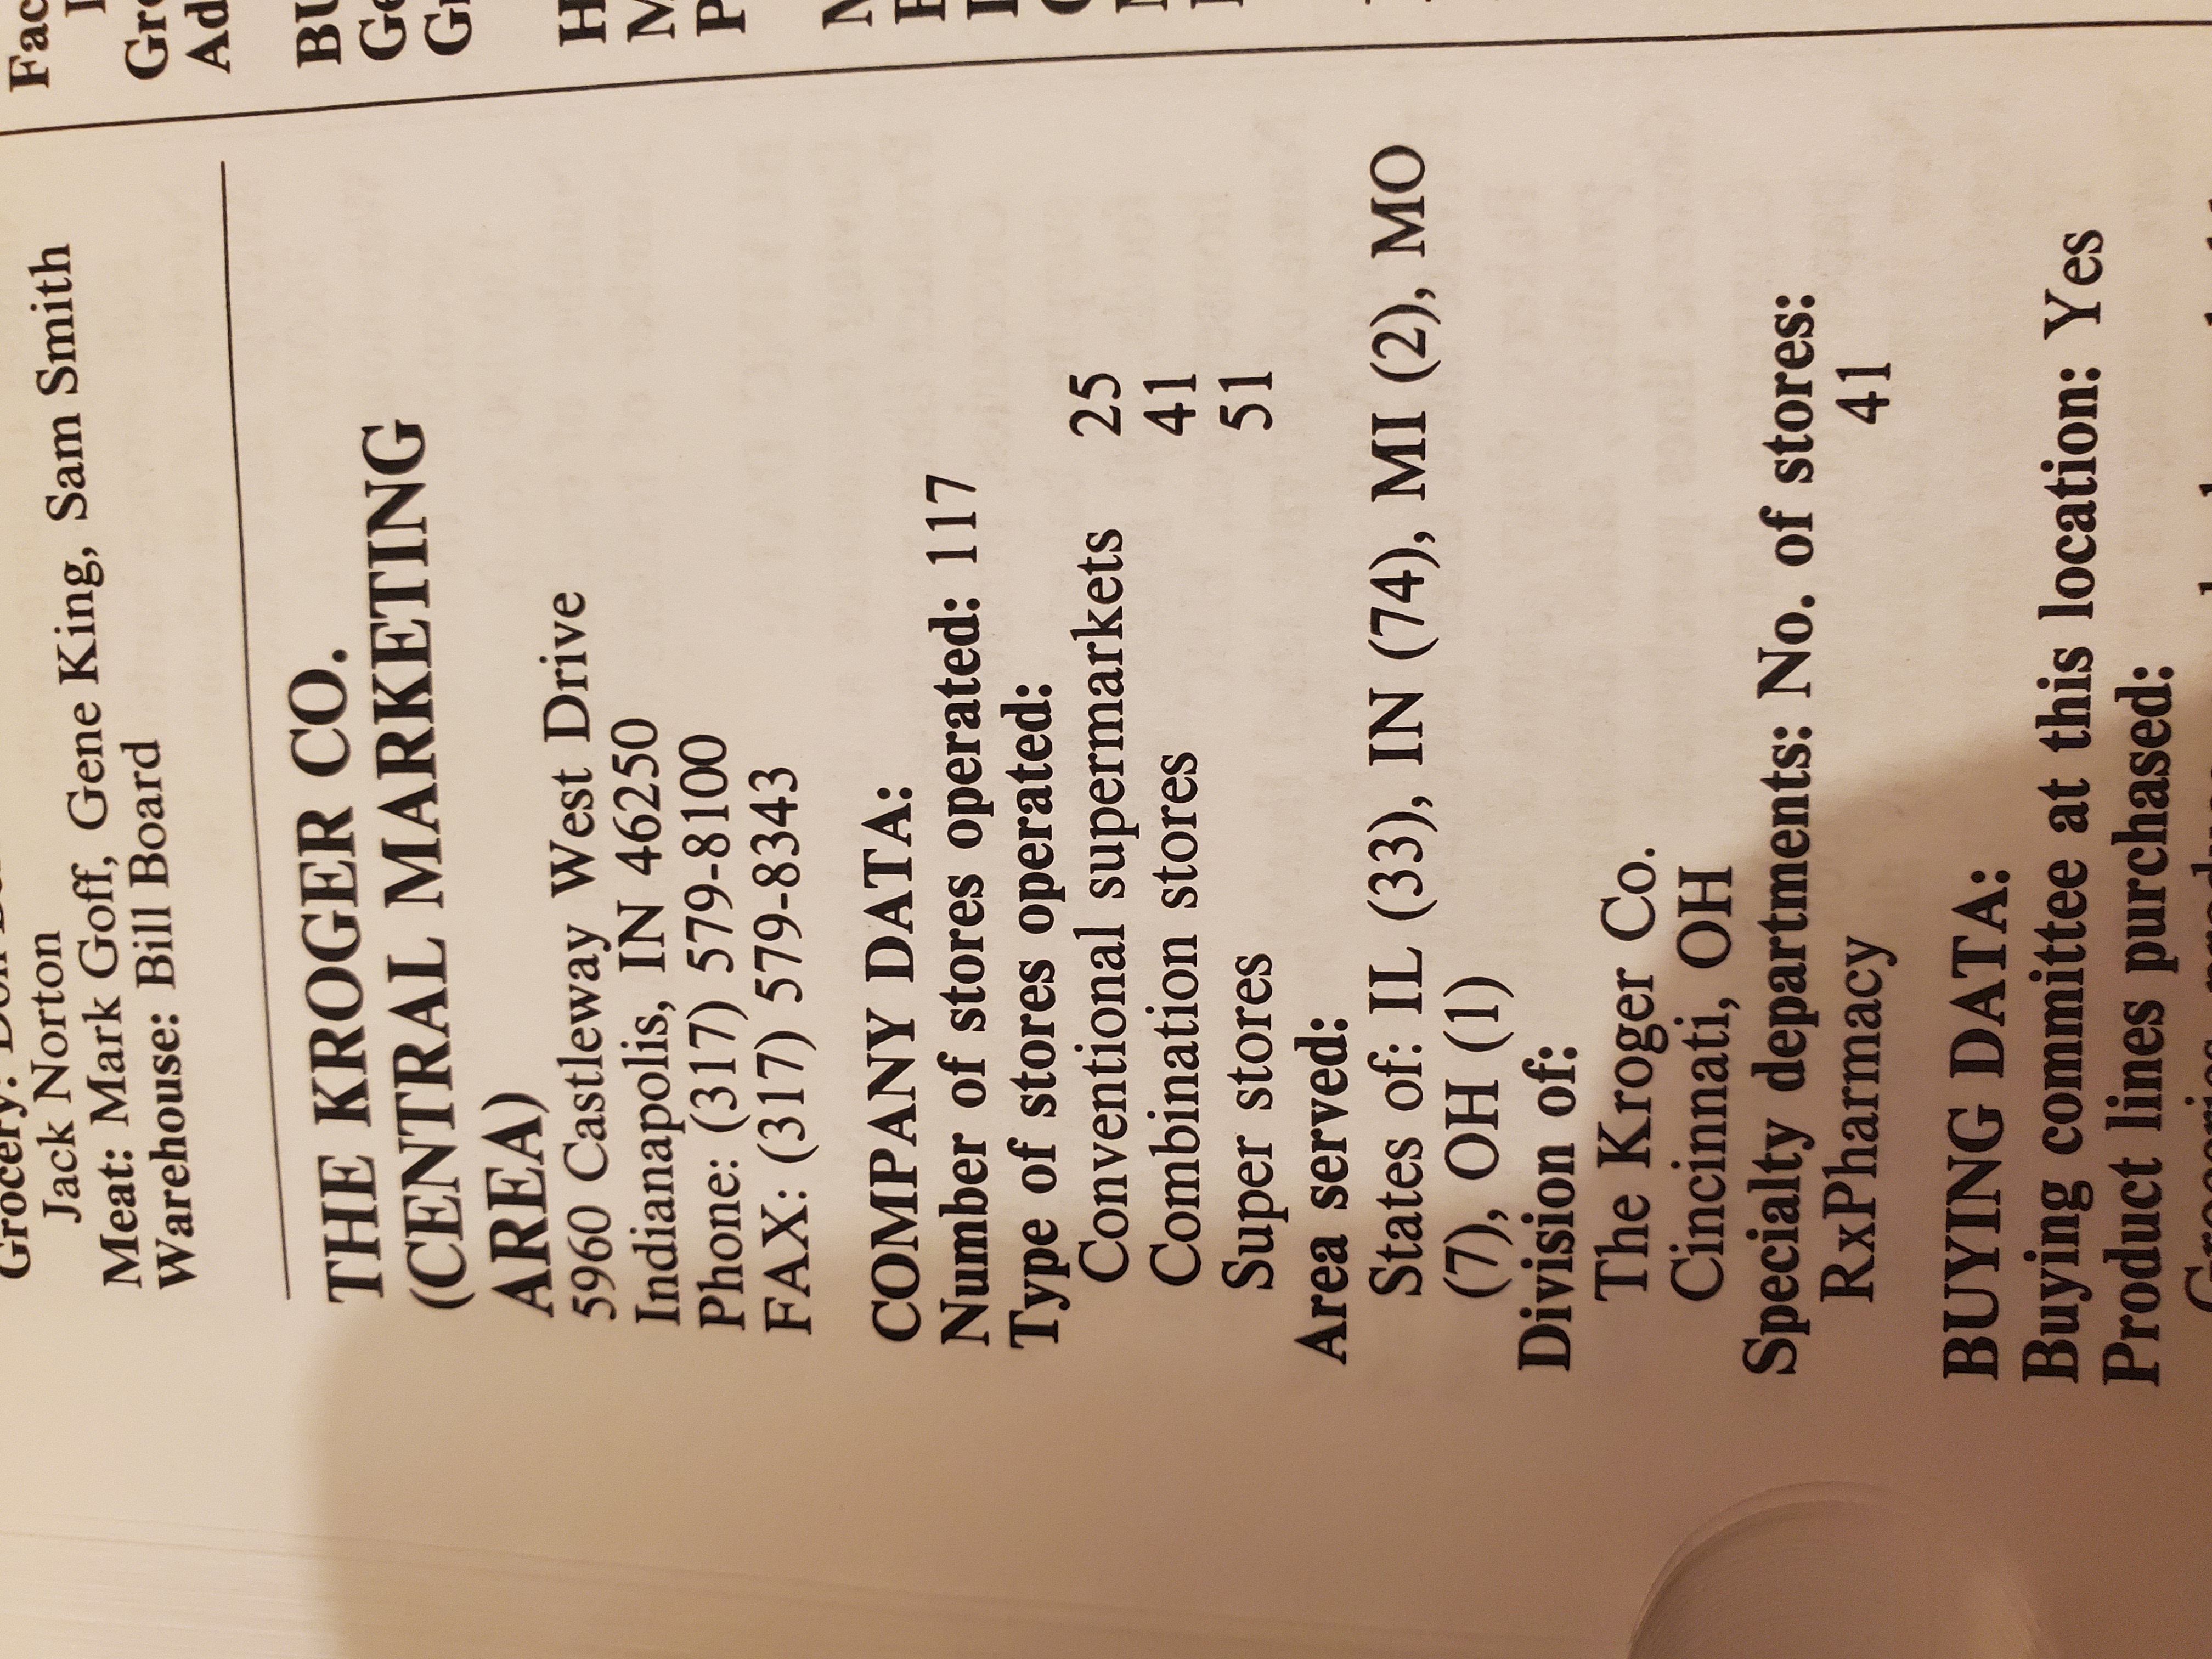 Jack Norton
Meat: Mark Goff, Gene King, Sam Smith
Warehouse: Bill Board
THE KROGER CO.
(CENTRAL MARKETING
AREA)
5960 Castleway West Drive
Indianapolis, IN 46250
Phone: (317) 579-8100
FAX: (317) 579-8343
COMPANY DATA:
Number of stores operated: 117
Type of stores operated:
Conventional supermarkets 25
Combination stores 41
Super stores 51
Area served:
States of: IL (33), IN (74), MI (2), MO
(7), OH (1)
Division of:
The Kroger Co.
Cincinnati, OH
Specialty departments: No. of stores:
RxPharmacy 41
BUYING DATA:
Buying committee at this location: Yes
Product lines purchased: